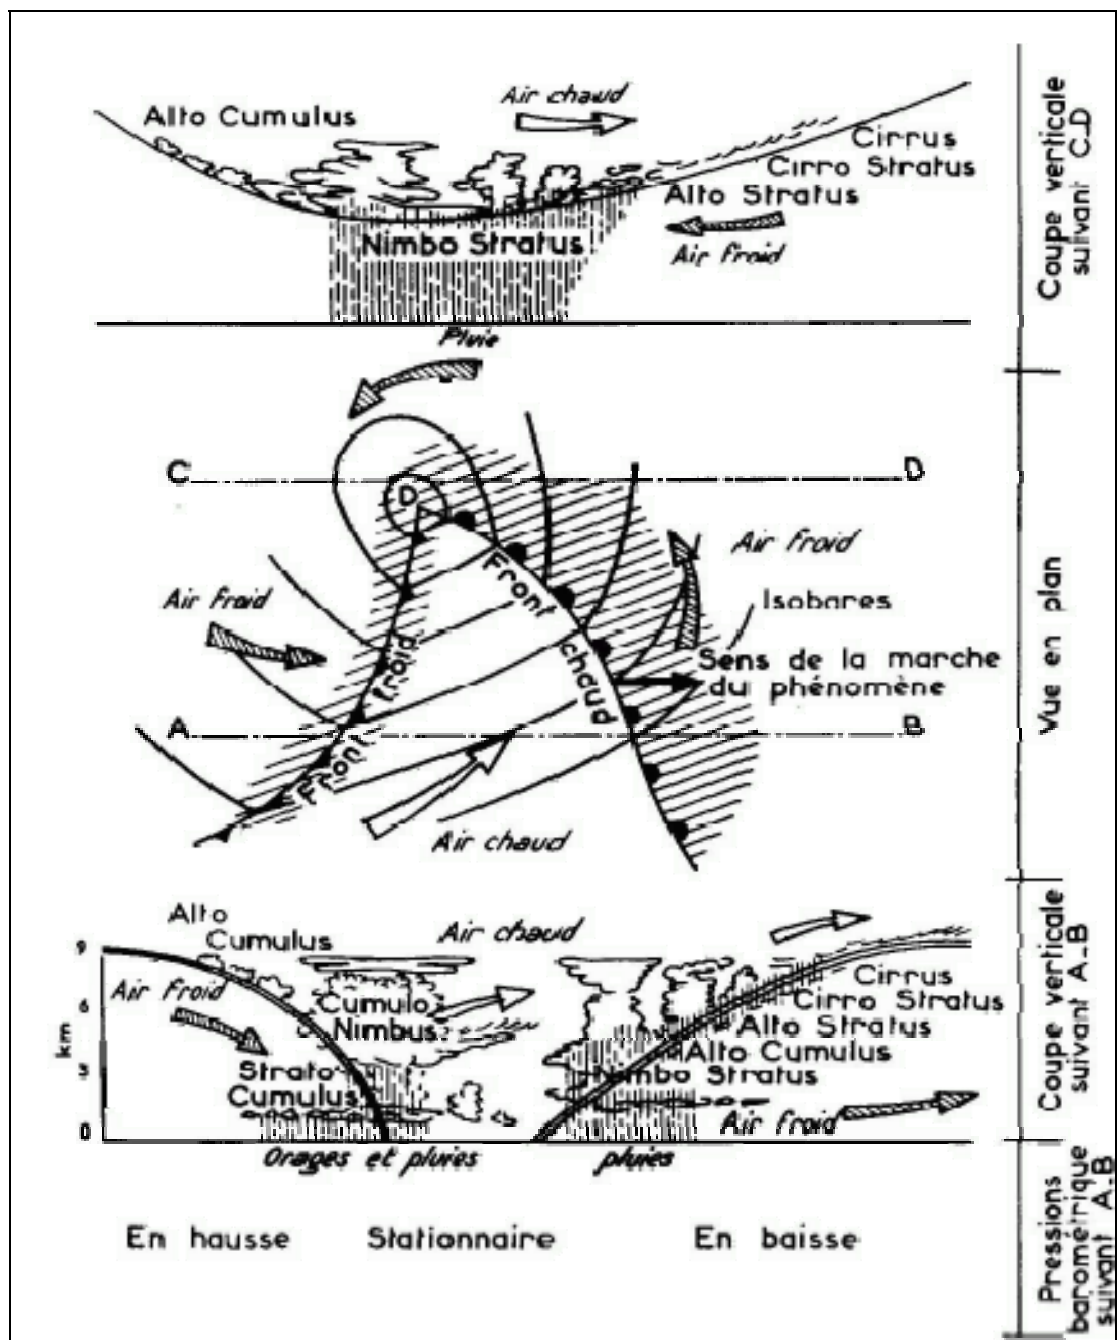 Alto Cumulus
Air chaud
Cirrus
Cirro Stratus
Alto Stratus
Nimbo Stratus
Air froid
Pluie
Coupe verticale
suivant C.D
C
D
D
Air froid
Air froid
Front chaud
Isobares
Front froid
Sens de la marche
du phénomène
A
B
Air chaud
Vue en plan
Alto
Cumulus
Air chaud
9
Air froid
Cirrus
6
Cumulo
Cirro Stratus
Nimbus
Alto Stratus
km
Alto Cumulus
3
Strato
Nimbo Stratus
Cumulus
Air froid
0
Orages et pluies
pluies
Coupe verticale
suivant A.B
En hausse
Stationnaire
En baisse
Pressions
barométrique
suivant A.B